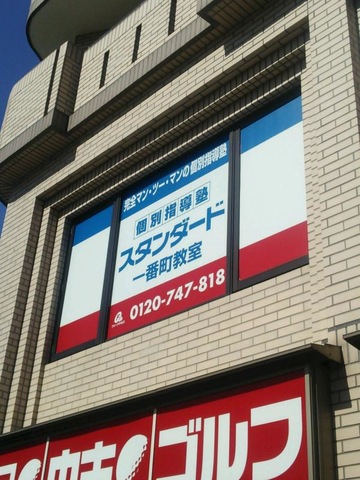 完全マン・ツー・マンの個別指導塾
個別指導塾
スタンダード
一番町教室
0120-747-818
中古 ゴルフ